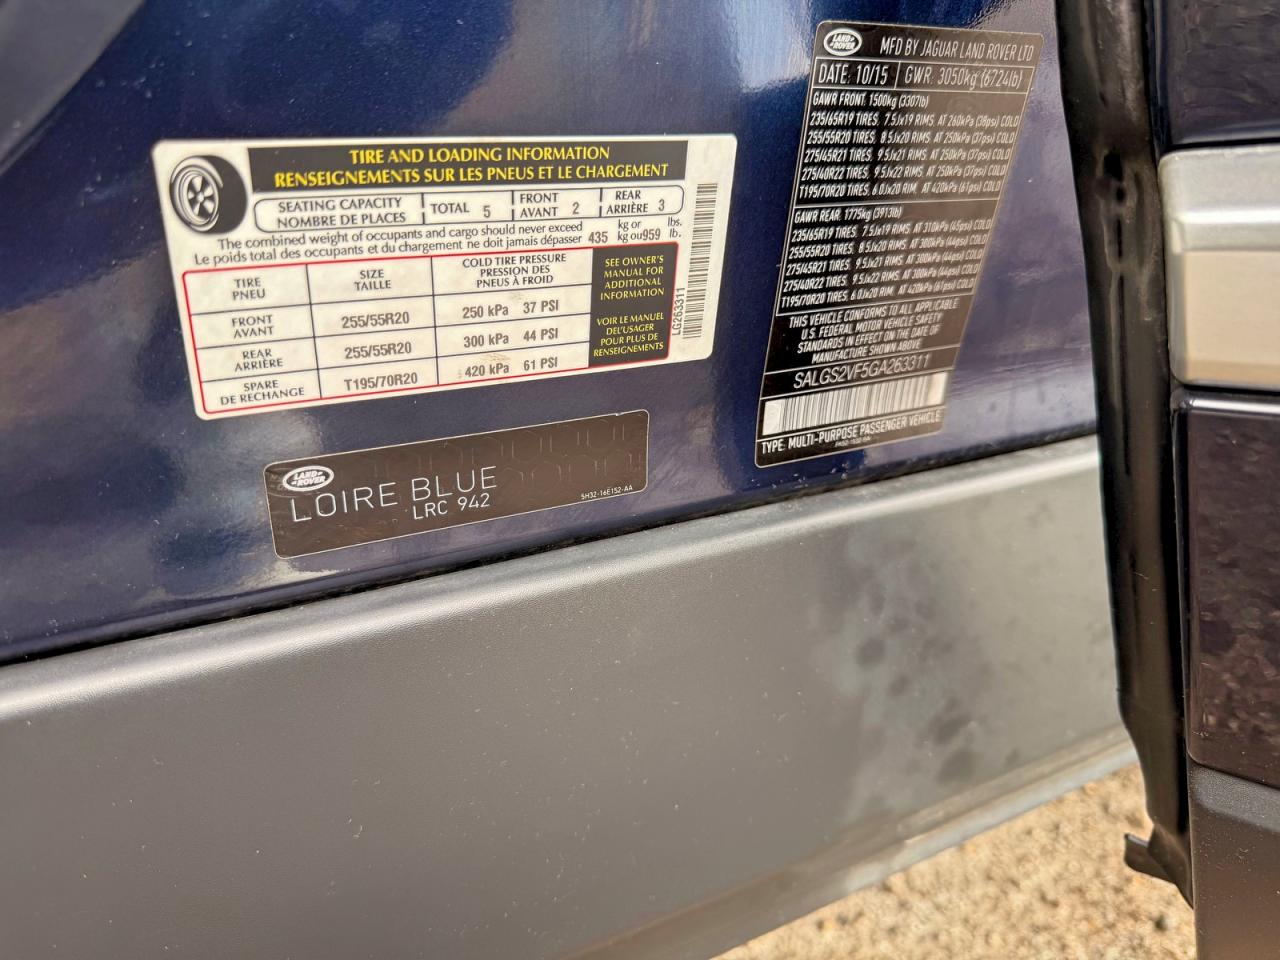 TIRE AND LOADING INFORMATION
RENSEIGNEMENTS SUR LES PNEUS ET LE CHARGEMENT
SEATING CAPACITY
NOMBRE DE PLACES
TOTAL 5
FRONT
AVANT 2
REAR
ARRIÈRE 3
The combined weight of occupants and cargo should never exceed
Le poids total des occupants et du chargement ne doit jamais dépasser
435 kg or
kg ou 959 lbs.
lb.
TIRE
PNEU
SIZE
TAILLE
COLD TIRE PRESSURE
PRESSION DES
PNEUS À FROID
FRONT
AVANT
255/55R20
250 kPa 37 PSI
REAR
ARRIÈRE
255/55R20
300 kPa 44 PSI
SPARE
DE RECHANGE
T195/70R20
420 kPa 61 PSI
SEE OWNER'S
MANUAL FOR
ADDITIONAL
INFORMATION
VOIR LE MANUEL
DEL'USAGER
POUR PLUS DE
RENSEIGNEMENTS
LG263311
LAND
ROVER
LOIRE BLUE
LRC 942
5H32-16E152-AA
LAND
ROVER
MFD BY JAGUAR LAND ROVER LTD
DATE: 10/15 GWR: 3050kg (6724lb)
GAWR FRONT: 1500kg (3307lb)
235/65R19 TIRES, 7.5Jx19 RIMS, AT 260kPa (38psi) COLD
255/55R20 TIRES, 8.5Jx20 RIMS, AT 250kPa (37psi) COLD
275/45R21 TIRES, 9.5Jx21 RIMS, AT 250kPa (37psi) COLD
275/40R22 TIRES, 9.5Jx22 RIMS, AT 250kPa (37psi) COLD
T195/70R20 TIRES, 6.0Jx20 RIM, AT 420kPa (61psi) COLD
GAWR REAR: 1775kg (3913lb)
235/65R19 TIRES, 7.5Jx19 RIMS, AT 310kPa (45psi) COLD
255/55R20 TIRES, 8.5Jx20 RIMS, AT 300kPa (44psi) COLD
275/45R21 TIRES, 9.5Jx21 RIMS, AT 300kPa (44psi) COLD
275/40R22 TIRES, 9.5Jx22 RIMS, AT 300kPa (44psi) COLD
T195/70R20 TIRES, 6.0Jx20 RIM, AT 420kPa (61psi) COLD
THIS VEHICLE CONFORMS TO ALL APPLICABLE
U.S. FEDERAL MOTOR VEHICLE SAFETY
STANDARDS IN EFFECT ON THE DATE OF
MANUFACTURE SHOWN ABOVE
SALGS2VF5GA263311
TYPE: MULTI-PURPOSE PASSENGER VEHICLE